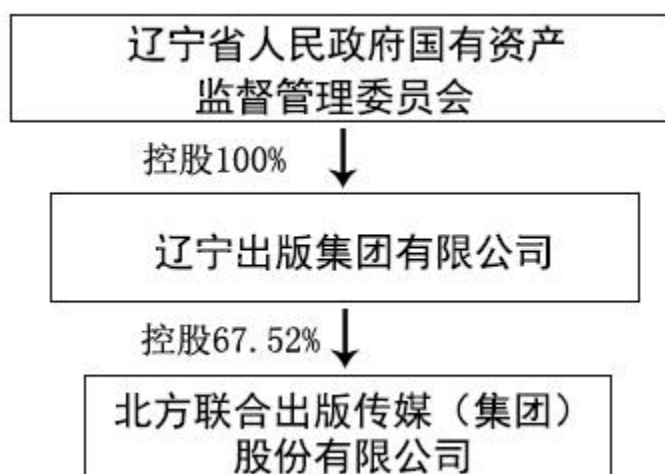 辽宁省人民政府国有资产
监督管理委员会
控股100%
辽宁出版集团有限公司
控股67.52%
北方联合出版传媒（集团）
股份有限公司